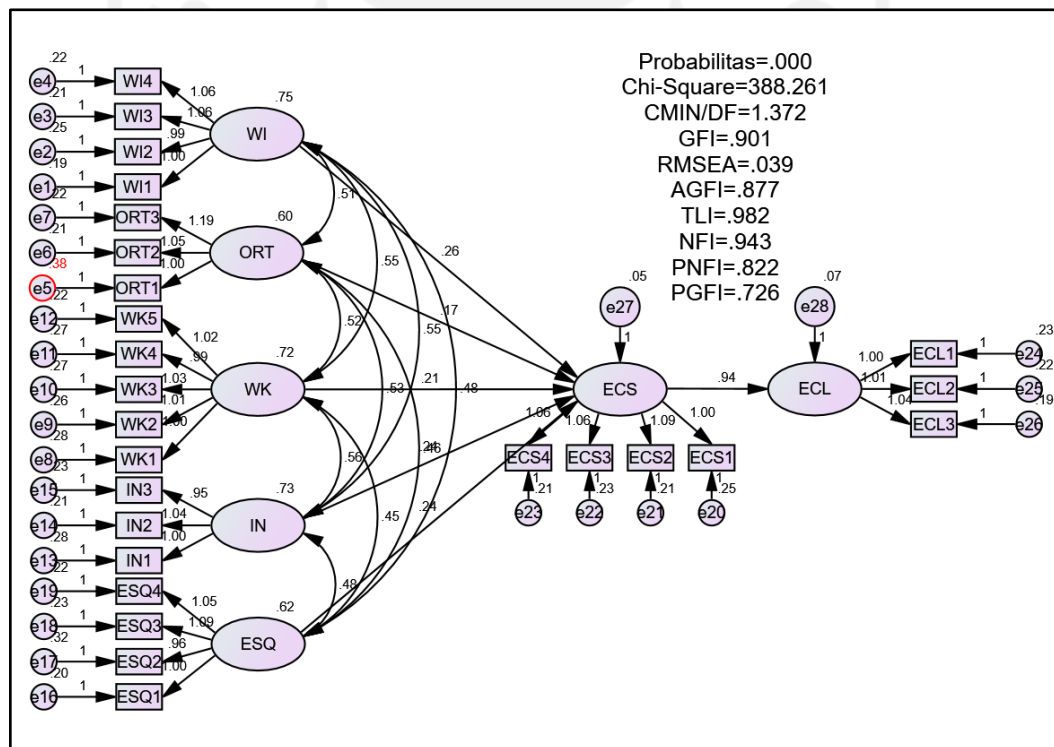 Probabilitas=.000
Chi-Square=388.261
CMIN/DF=1.372
GFI=.901
RMSEA=.039
AGFI=.877
TLI=.982
NFI=.943
PNFI=.822
PGFI=.726
.22
e4 1 WI4
1.06
.75
.21
e3 1 WI3
1.06
WI
.25
e2 1 WI2
.99
.19
e1 1 WI1
1.00
.22
e7 1 ORT3
1.19
.51
.60
.21
e6 1 ORT2
1.05
ORT
.38
e5 1 ORT1
1.00
.22
e12 1 WK5
1.02
.52
.72
.27
e11 1 WK4
.99
.27
e10 1 WK3
1.03
WK
.26
e9 1 WK2
1.01
.28
e8 1 WK1
1.00
.23
e15 1 IN3
.95
.56
.73
.21
e14 1 IN2
1.04
IN
.28
e13 1 IN1
1.00
.22
e19 1 ESQ4
1.05
.48
.62
.23
e18 1 ESQ3
1.09
ESQ
.32
e17 1 ESQ2
.96
.20
e16 1 ESQ1
1.00
.55
.55
.53
.48
.46
.45
.26
.17
.21
.24
.24
.05
e27
1
ECS
.94
.07
e28
1
ECL
1.00
ECL1 1 e24
.23
1.01
ECL2 1 e25
.22
1.04
ECL3 1 e26
.19
1.06 1.06 1.09 1.00
ECS4 ECS3 ECS2 ECS1
1 1 1 1
.21 .23 .21 .25
e23 e22 e21 e20